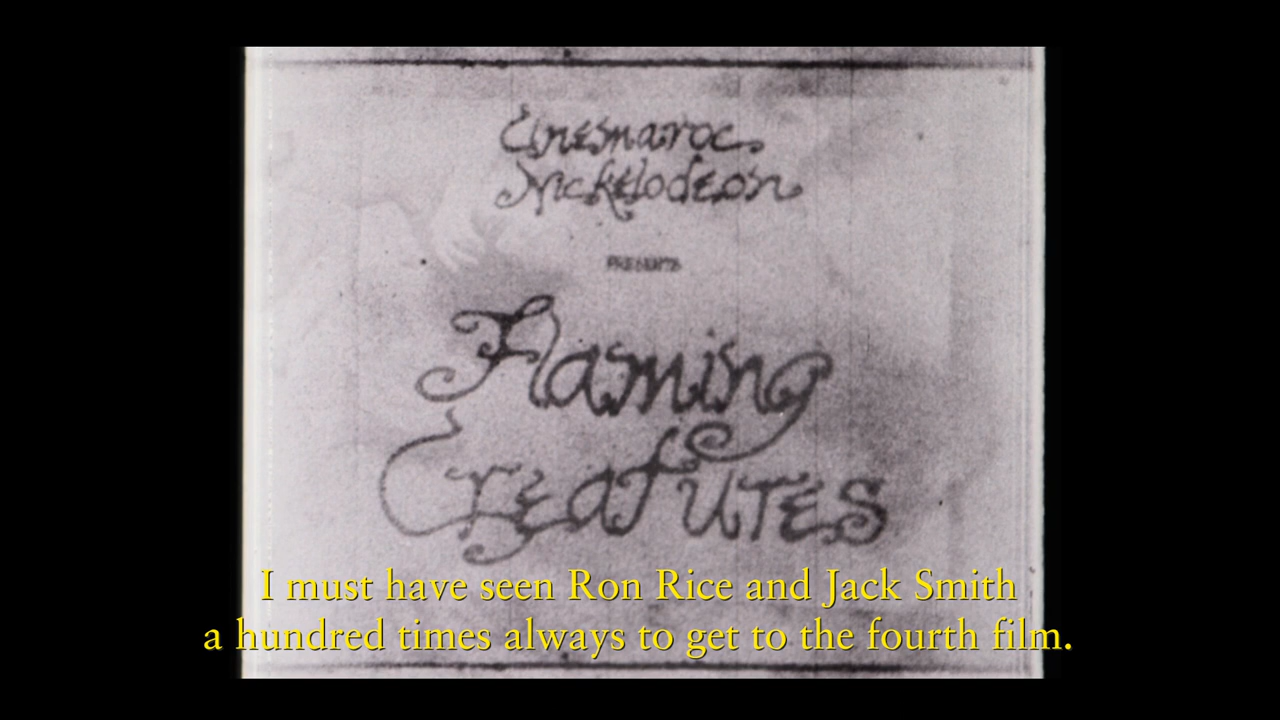 Cinemaroc
Nickelodeon
PRESENTS
Flaming
Creatures
I must have seen Ron Rice and Jack Smith
a hundred times always to get to the fourth film.